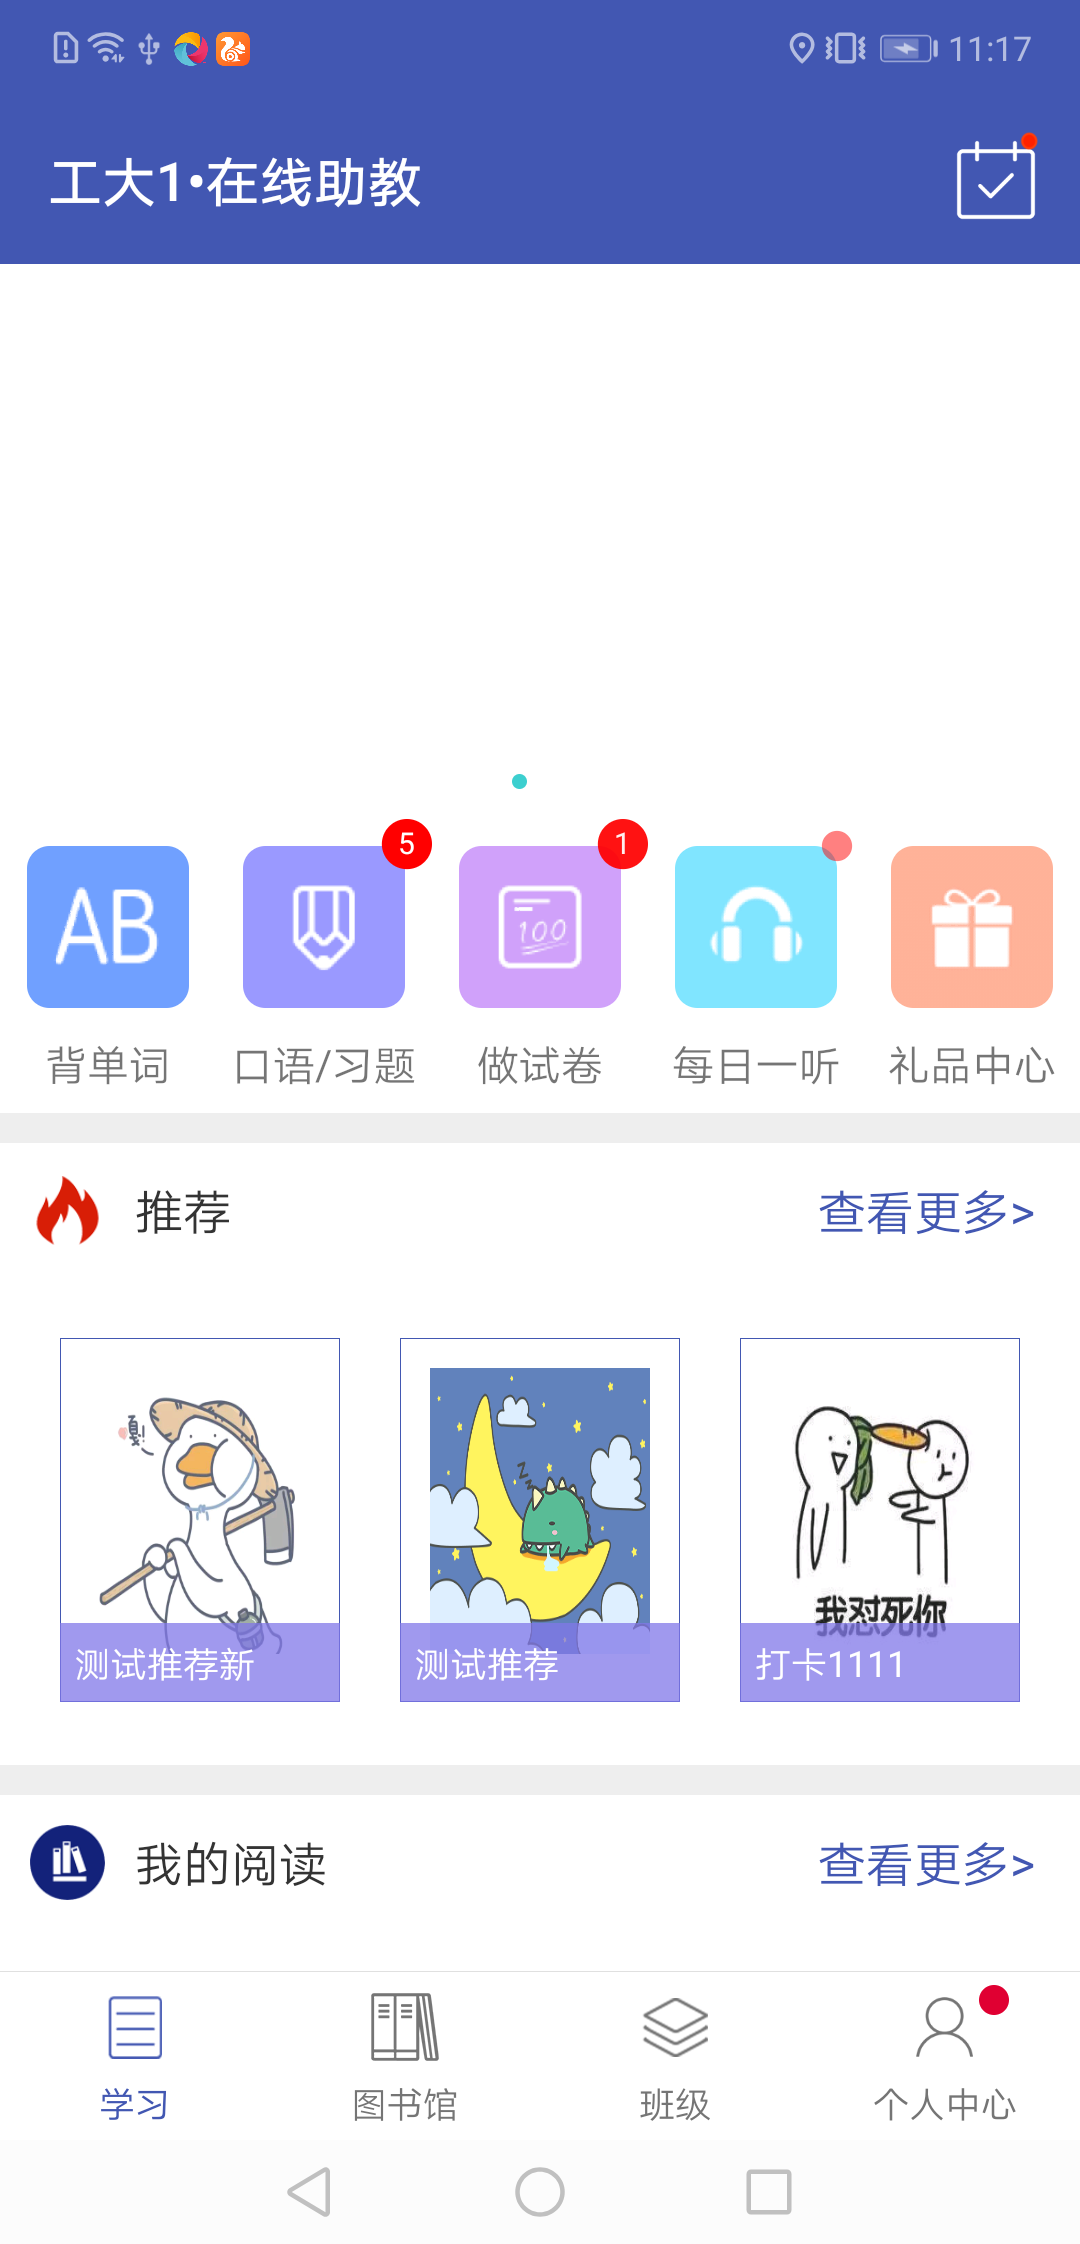 11:17
工大1•在线助教
5
1
AB
100
背单词
口语/习题
做试卷
每日一听
礼品中心
推荐
查看更多>
嘎!
z z z
我怼死你
测试推荐新
测试推荐
打卡1111
我的阅读
查看更多>
学习
图书馆
班级
个人中心